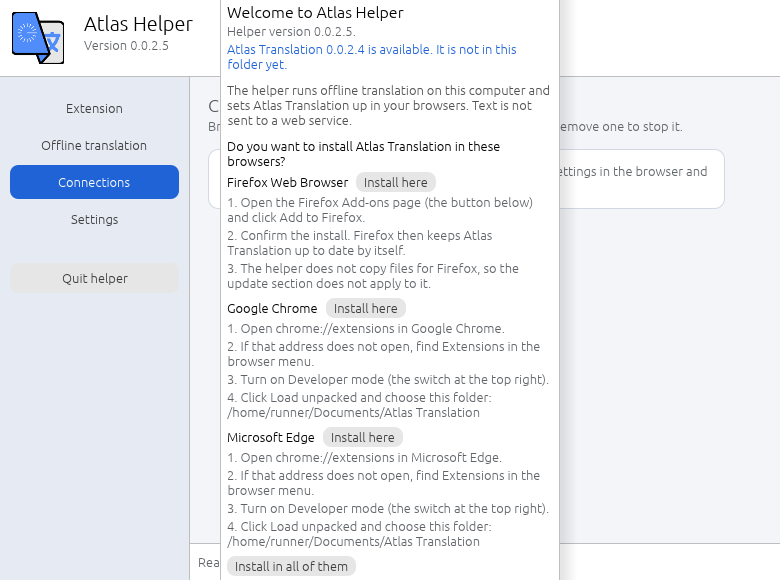 Atlas Helper
Version 0.0.2.5
Extension
Offline translation
Connections
Settings
Quit helper
Welcome to Atlas Helper
Helper version 0.0.2.5.
Atlas Translation 0.0.2.4 is available. It is not in this
folder yet.
The helper runs offline translation on this computer and
sets Atlas Translation up in your browsers. Text is not
sent to a web service.
Do you want to install Atlas Translation in these
browsers?
Firefox Web Browser
Install here
1. Open the Firefox Add-ons page (the button below)
and click Add to Firefox.
2. Confirm the install. Firefox then keeps Atlas
Translation up to date by itself.
3. The helper does not copy files for Firefox, so the
update section does not apply to it.
Google Chrome
Install here
1. Open chrome://extensions in Google Chrome.
2. If that address does not open, find Extensions in the
browser menu.
3. Turn on Developer mode (the switch at the top right).
4. Click Load unpacked and choose this folder:
/home/runner/Documents/Atlas Translation
Microsoft Edge
Install here
1. Open chrome://extensions in Microsoft Edge.
2. If that address does not open, find Extensions in the
browser menu.
3. Turn on Developer mode (the switch at the top right).
4. Click Load unpacked and choose this folder:
/home/runner/Documents/Atlas Translation
Install in all of them
emove one to stop it.
ettings in the browser and